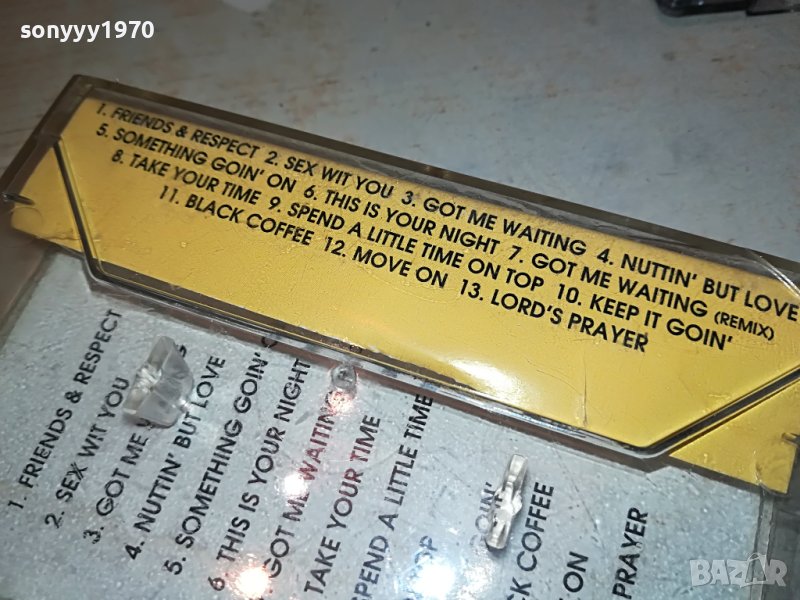 sonyyy1970
1. FRIENDS & RESPECT 2. SEX WIT YOU 3. GOT ME WAITING 4. NUTTIN' BUT LOVE
5. SOMETHING GOIN' ON 6. THIS IS YOUR NIGHT 7. GOT ME WAITING (REMIX)
8. TAKE YOUR TIME 9. SPEND A LITTLE TIME ON TOP 10. KEEP IT GOIN'
11. BLACK COFFEE 12. MOVE ON 13. LORD'S PRAYER
1. FRIENDS & RESPECT
2. SEX WIT YOU
3. GOT ME
4. NUTTIN' BUT LOVE
5. SOMETHING GOIN'
6. THIS IS YOUR NIGHT
GOT ME WAITING
TAKE YOUR TIME
SPEND A LITTLE TIME
TOP
GOIN'
BLACK COFFEE
ON
PRAYER
BAZAR